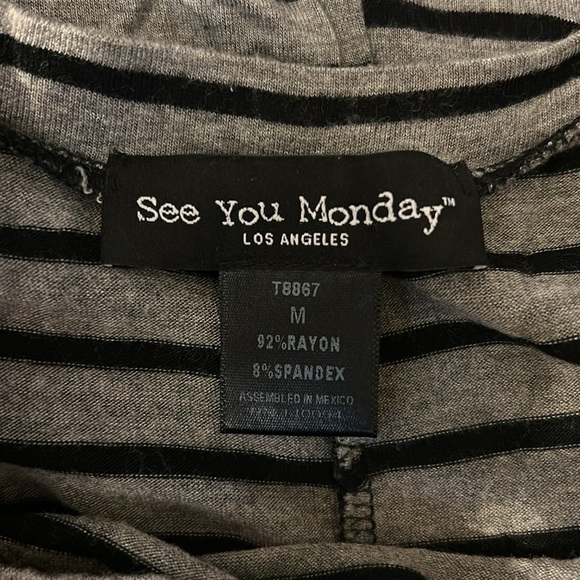 See You Monday™
LOS ANGELES
T8867
M
92%RAYON
8%SPANDEX
ASSEMBLED IN MEXICO